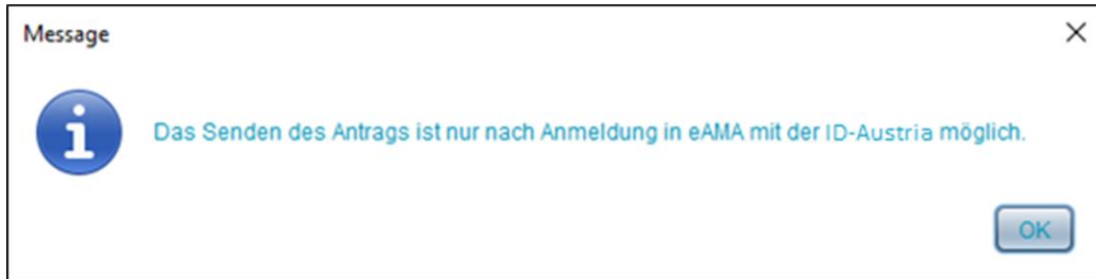 Message
Das Senden des Antrags ist nur nach Anmeldung in eAMA mit der ID-Austria möglich.
OK